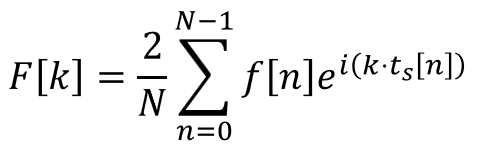 F[k] = \frac{2}{N} \sum_{n=0}^{N-1} f[n] e^{i(k \cdot t_s[n])}